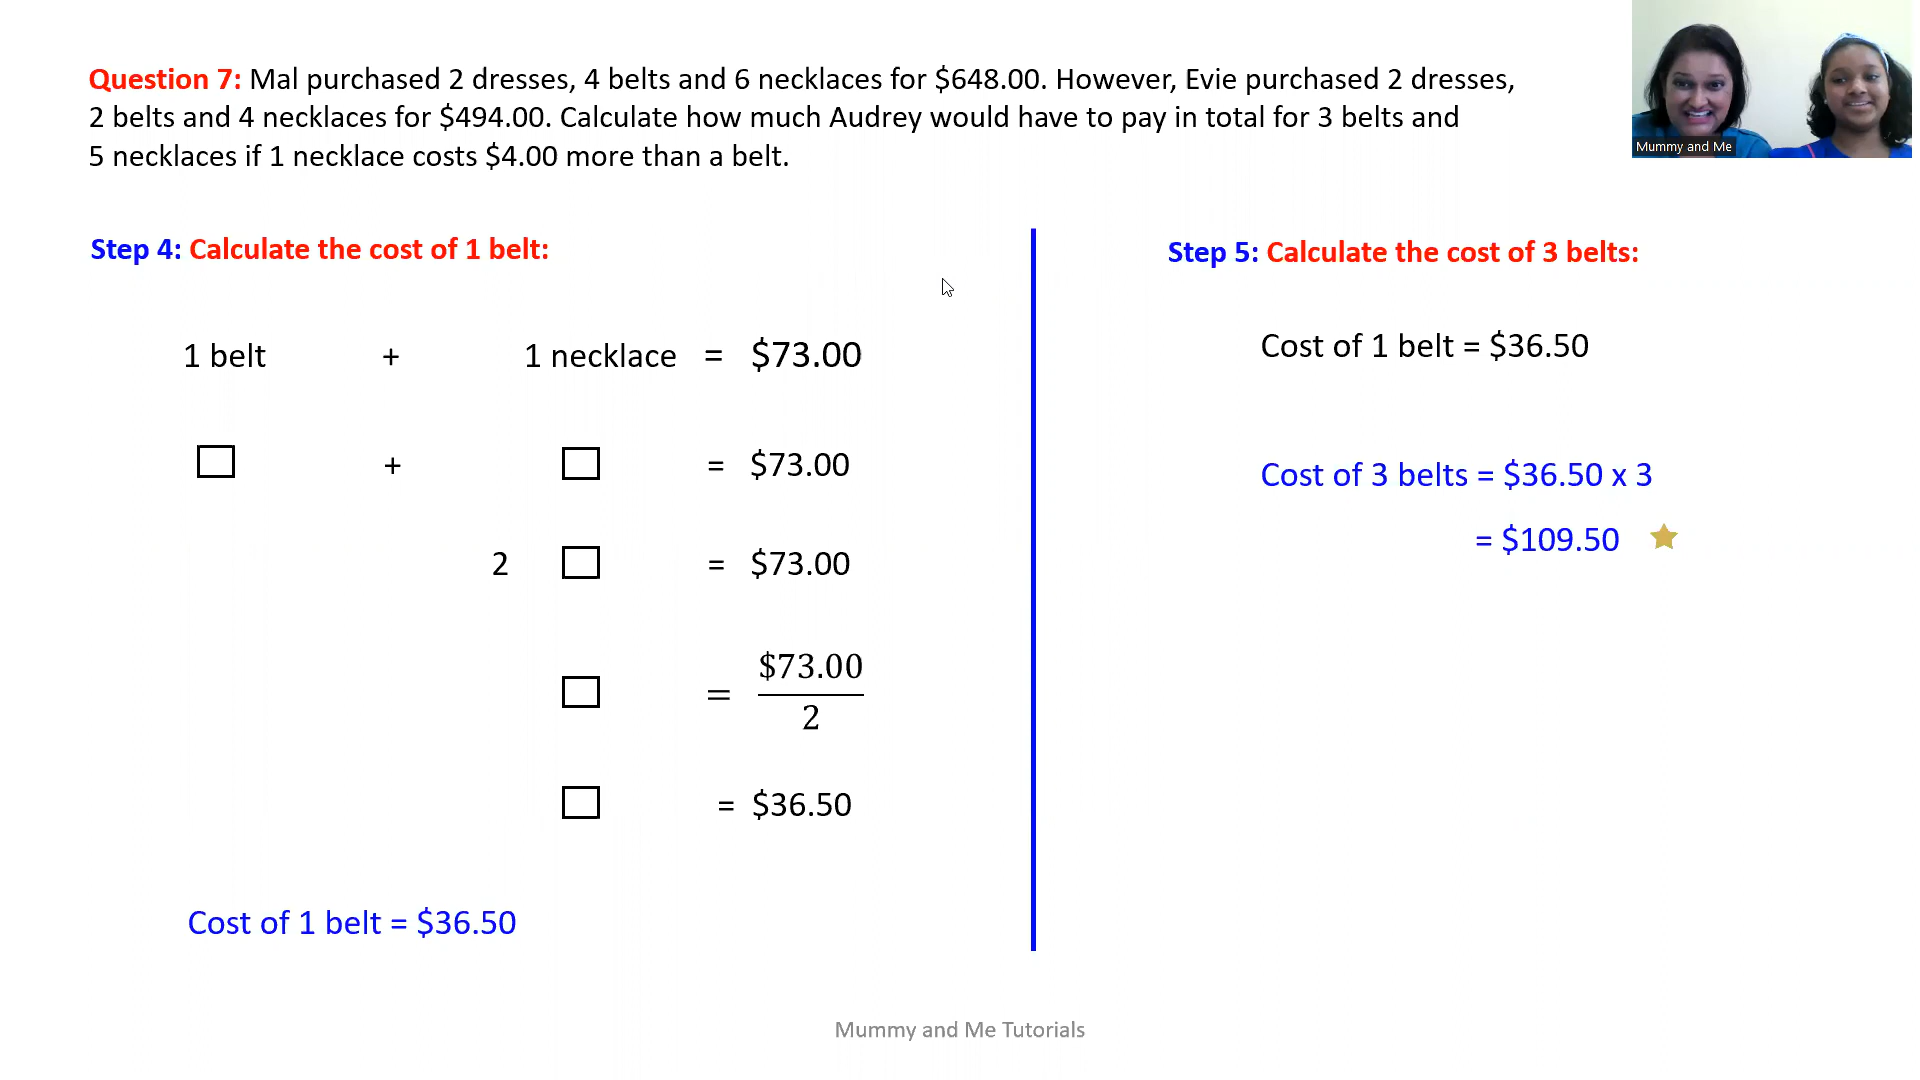 Question 7: Mal purchased 2 dresses, 4 belts and 6 necklaces for $648.00. However, Evie purchased 2 dresses,
2 belts and 4 necklaces for $494.00. Calculate how much Audrey would have to pay in total for 3 belts and
5 necklaces if 1 necklace costs $4.00 more than a belt.
Mummy and Me
Step 4: Calculate the cost of 1 belt:
1 belt + 1 necklace = $73.00
+ = $73.00
2 = $73.00
= $73.00
2
= $36.50
Cost of 1 belt = $36.50
Step 5: Calculate the cost of 3 belts:
Cost of 1 belt = $36.50
Cost of 3 belts = $36.50 x 3
= $109.50
Mummy and Me Tutorials